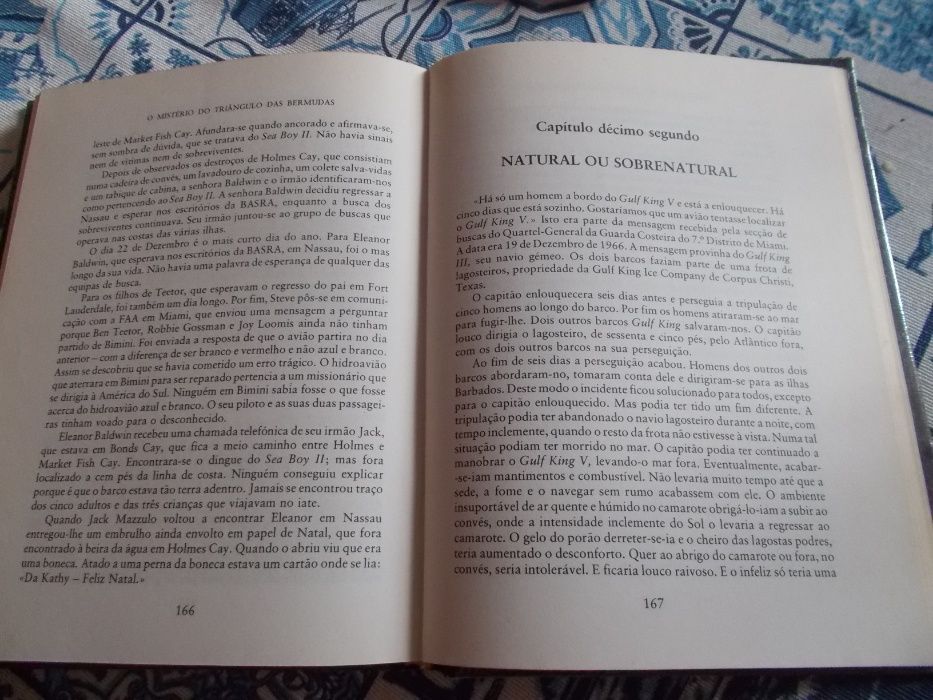 O MISTÉRIO DO TRIÂNGULO DAS BERMUDAS
leste de Market Fish Cay. Afundara-se quando ancorado e afirmava-se,
sem sombra de dúvida, que se tratava do Sea Boy II. Não havia sinais
nem de vítimas nem de sobreviventes.
Depois de observados os destroços de Holmes Cay, que consistiam
numa cadeira de convés, um lavadouro de cozinha, um colete salva-vidas
e um tabique de cabina, a senhora Baldwin e o irmão identificaram-nos
como pertencendo ao Sea Boy II. A senhora Baldwin decidiu regressar a
Nassau e esperar nos escritórios da BASRA, enquanto a busca dos
sobreviventes continuava. Seu irmão juntou-se ao grupo de buscas que
operava nas costas das várias ilhas.
O dia 22 de Dezembro é o mais curto dia do ano. Para Eleanor
Baldwin, que esperava nos escritórios da BASRA, em Nassau, foi o mais
longo da sua vida. Não havia uma palavra de esperança de qualquer das
equipas de busca.
Para os filhos de Tector, que esperavam o regresso do pai em Fort
Lauderdale, foi também um dia longo. Por fim, Steve pôs-se em comuni-
cação com a FAA em Miami, que enviou uma mensagem a perguntar
porque Ben Tector, Robbie Gossman e Joy Loomis ainda não tinham
partido de Bimini. Foi enviada a resposta de que o avião partira no dia
anterior – com a diferença de ser branco e vermelho e não azul e branco.
Assim se descobriu que se havia cometido um erro trágico. O hidroavião
que aterrara em Bimini para ser reparado pertencia a um missionário que
se dirigia à América do Sul. Ninguém em Bimini sabia fosse o que fosse
acerca do hidroavião azul e branco. O seu piloto e as suas duas passagei-
ras tinham voado para o desconhecido.
Eleanor Baldwin recebeu uma chamada telefónica de seu irmão Jack,
que estava em Bonds Cay, que fica a meio caminho entre Holmes e
Market Fish Cay. Encontrara-se o dingue do Sea Boy II; mas fora
localizado a cem pés da linha de costa. Ninguém conseguiu explicar
porque é que o barco estava tão terra adentro. Jamais se encontrou traço
dos cinco adultos e das três crianças que viajavam no iate.
Quando Jack Mazzulo voltou a encontrar Eleanor em Nassau
entregou-lhe um embrulho ainda envolto em papel de Natal, que fora
encontrado à beira da água em Holmes Cay. Quando o abriu viu que era
uma boneca. Atado a uma perna da boneca estava um cartão onde se lia:
«Da Kathy – Feliz Natal.»
166
Capítulo décimo segundo
NATURAL OU SOBRENATURAL
«Há só um homem a bordo do Gulf King V e está a enlouquecer. Há
cinco dias que está sozinho. Gostaríamos que um avião tentasse localizar
o Gulf King V.» Isto era parte da mensagem recebida pela secção de
buscas do Quartel-General da Guarda Costeira do 7.º Distrito de Miami.
A data era 19 de Dezembro de 1966. A mensagem provinha do Gulf King
III, seu navio gémeo. Os dois barcos faziam parte de uma frota de
lagosteiros, propriedade da Gulf King Ice Company de Corpus Christi,
Texas.
O capitão enlouquecera seis dias antes e perseguia a tripulação de
cinco homens ao longo do barco. Por fim os homens atiraram-se ao mar
para fugir-lhe. Dois outros barcos Gulf King salvaram-nos. O capitão
louco dirigia o lagosteiro, de sessenta e cinco pés, pelo Atlântico fora,
com os dois outros barcos na sua perseguição.
Ao fim de seis dias a perseguição acabou. Homens dos outros dois
barcos abordaram-no, tomaram conta dele e dirigiram-se para as ilhas
Barbados. Deste modo o incidente ficou solucionado para todos, excepto
para o capitão enlouquecido. Mas podia ter tido um fim diferente. A
tripulação podia ter abandonado o navio lagosteiro durante a noite, com
tempo inclemente, quando o resto da frota não estivesse à vista. Numa tal
situação podiam ter morrido no mar. O capitão podia ter continuado a
manobrar o Gulf King V, levando-o mar fora. Eventualmente, acabar-
-se-iam mantimentos e combustível. Não levaria muito tempo até que a
sede, a fome e o navegar sem rumo acabassem com ele. O ambiente
insuportável de ar quente e húmido no camarote obrigá-lo-iam a subir ao
convés, onde a intensidade inclemente do Sol o levaria a regressar ao
camarote. O gelo do porão derreter-se-ia e o cheiro das lagostas podres,
teria aumentado o desconforto. Quer ao abrigo do camarote ou fora, no
convés, seria intolerável. E ficaria louco raivoso. E o infeliz só teria uma
167